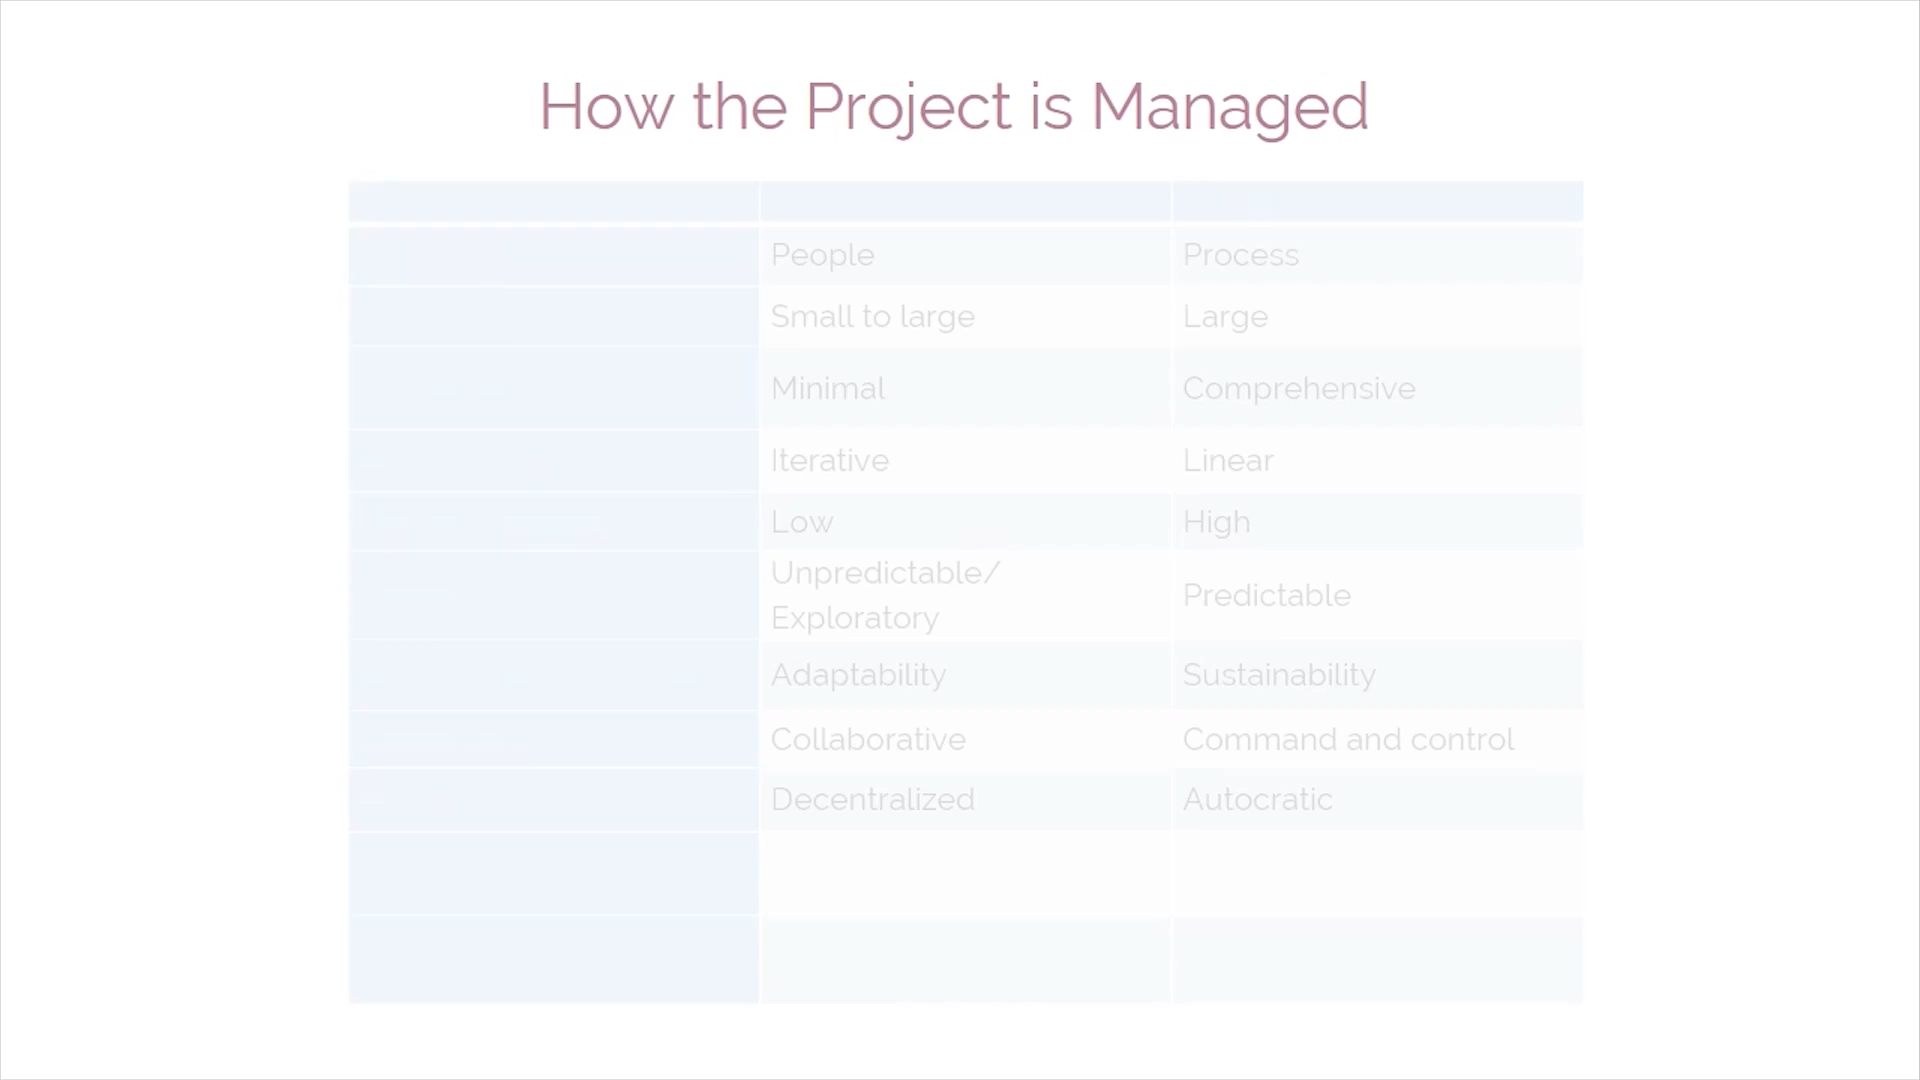 How the Project is Managed
People Process
Small to large Large
Minimal Comprehensive
Iterative Linear
Low High
Unpredictable/
Exploratory Predictable
Adaptability Sustainability
Collaborative Command and control
Decentralized Autocratic